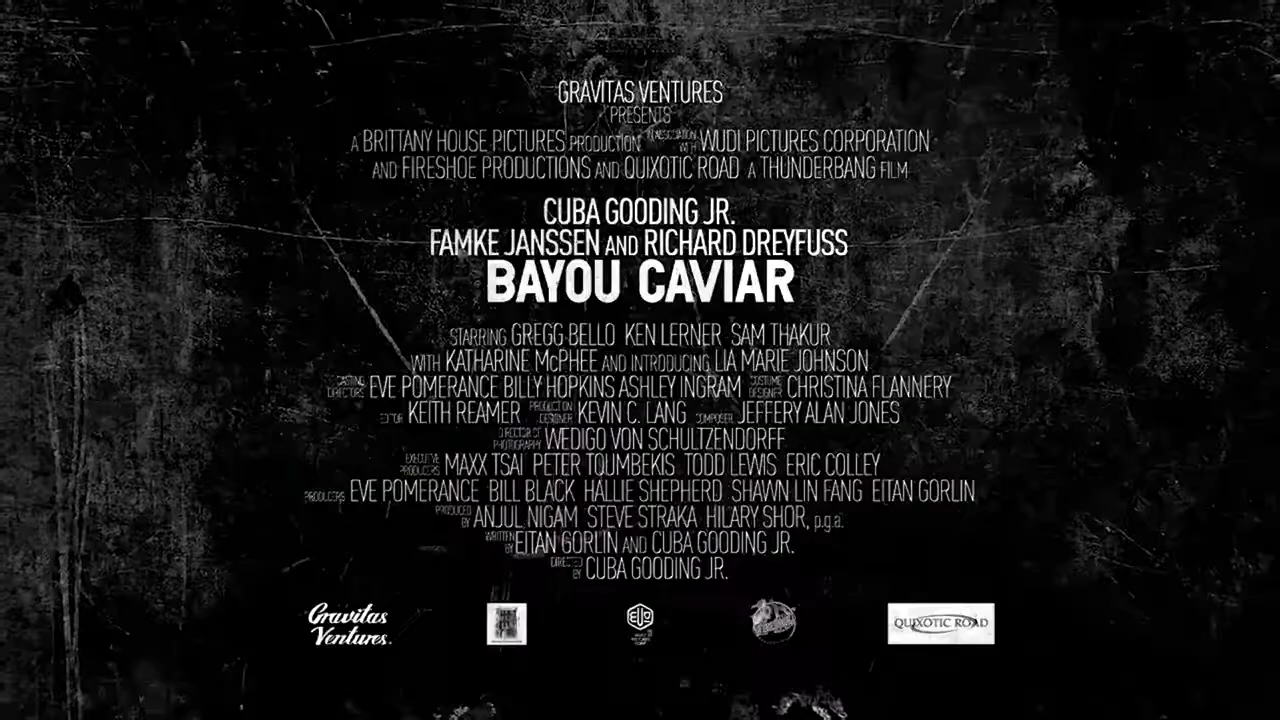 GRAVITAS VENTURES
PRESENTS
A BRITTANY HOUSE PICTURES PRODUCTION IN ASSOCIATION WITH WUDI PICTURES CORPORATION
AND FIRESHOE PRODUCTIONS AND QUIXOTIC ROAD A THUNDERBANG FILM
CUBA GOODING JR.
FAMKE JANSSEN AND RICHARD DREYFUSS
BAYOU CAVIAR
STARRING GREGG BELLO KEN LERNER SAM THAKUR
WITH KATHARINE McPHEE AND INTRODUCING LIA MARIE JOHNSON
CASTING DIRECTORS EVE POMERANCE BILLY HOPKINS ASHLEY INGRAM COSTUME DESIGNER CHRISTINA FLANNERY
EDITOR KEITH REAMER PRODUCTION DESIGNER KEVIN C. LANG COMPOSER JEFFERY ALAN JONES
DIRECTOR OF PHOTOGRAPHY WEDIGO VON SCHULTZENDORFF
EXECUTIVE PRODUCERS MAXX TSAI PETER TOUMBEKIS TODD LEWIS ERIC COLLEY
PRODUCERS EVE POMERANCE BILL BLACK HALLIE SHEPHERD SHAWN LIN FANG EITAN GORLIN
PRODUCED BY ANJUL NIGAM STEVE STRAKA HILARY SHOR, p.g.a.
WRITTEN BY EITAN GORLIN AND CUBA GOODING JR.
DIRECTED BY CUBA GOODING JR.
Gravitas Ventures
QUIXOTIC ROAD